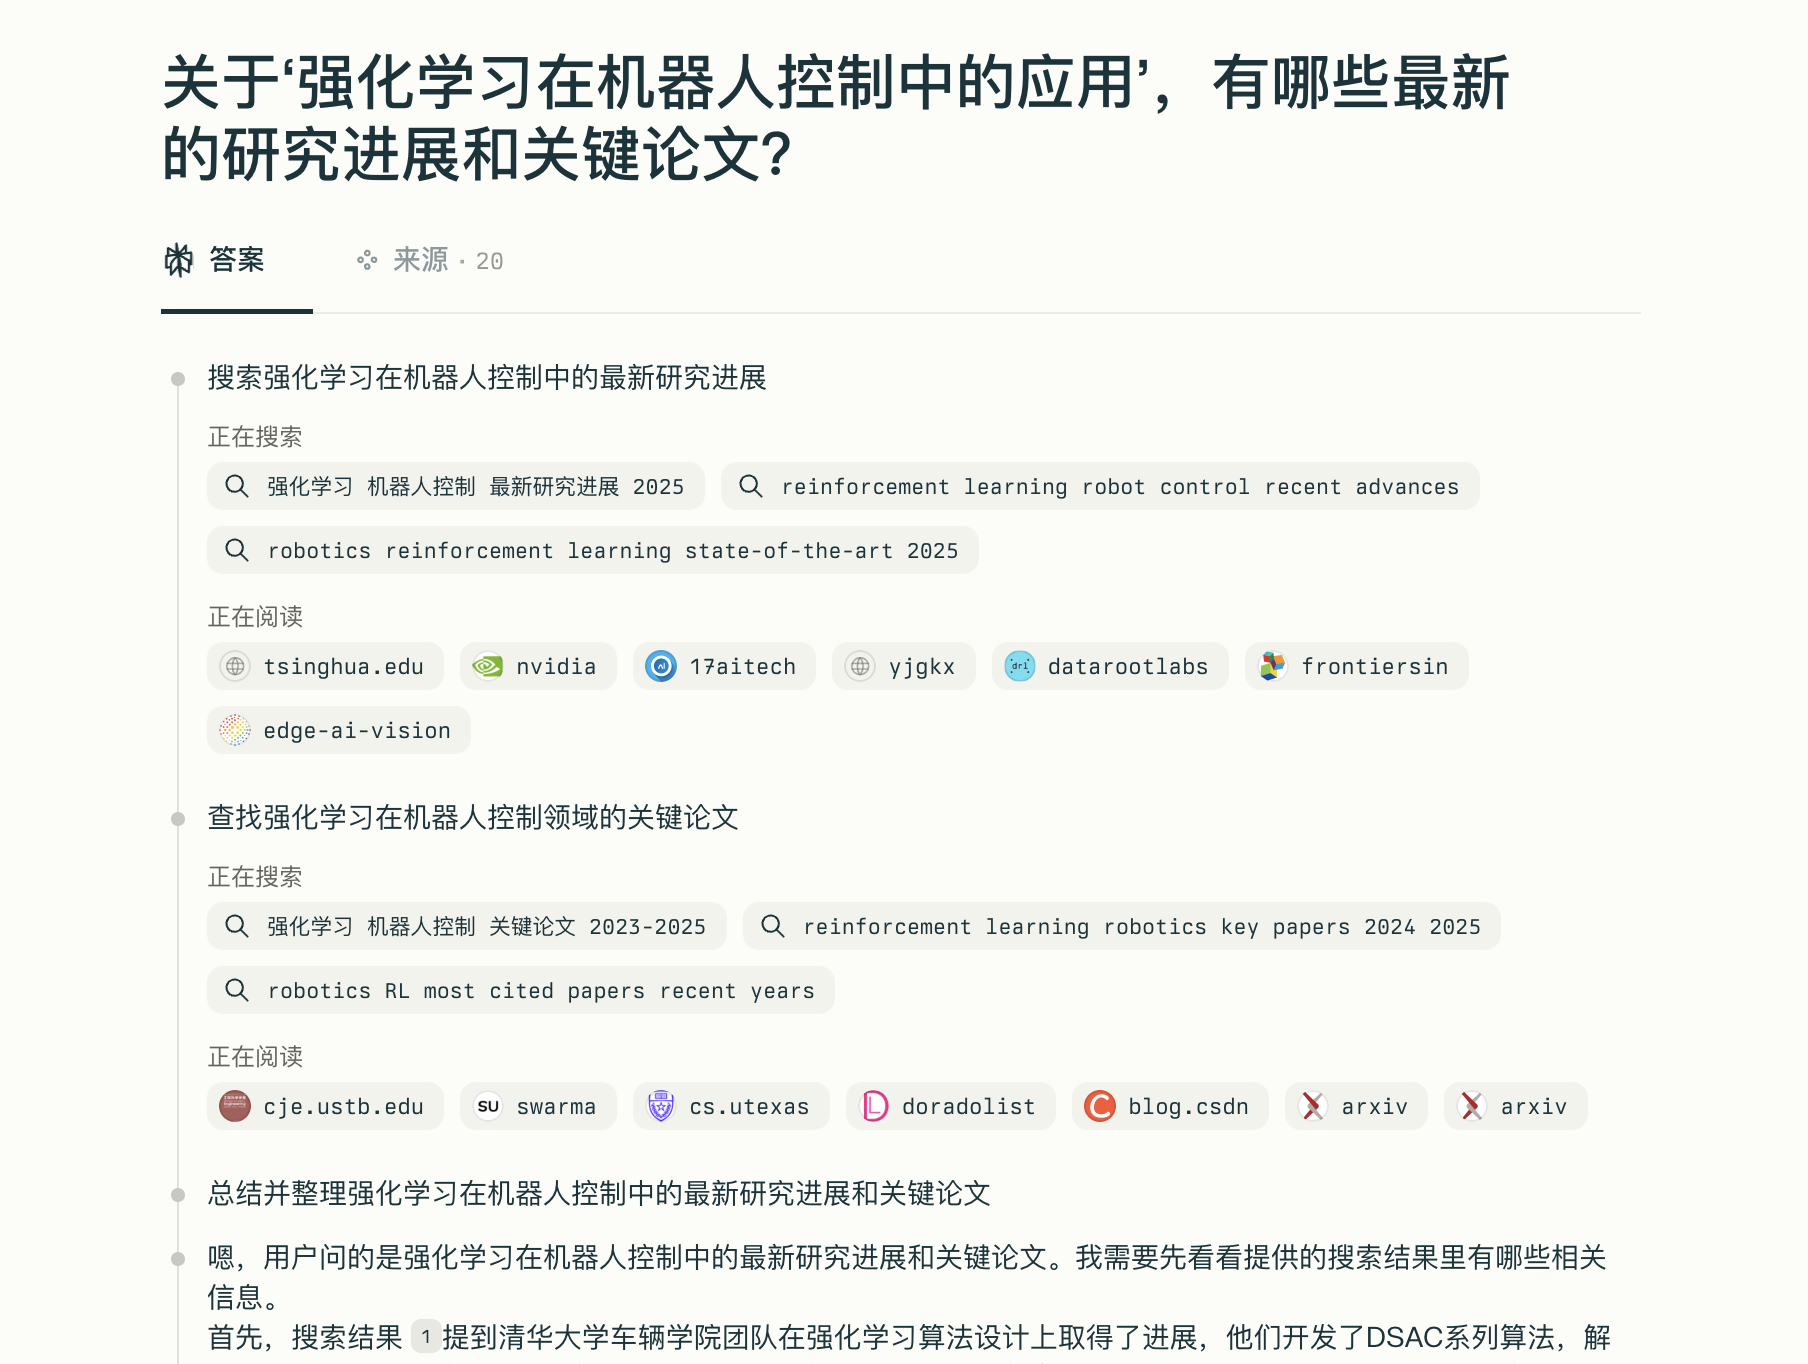 关于‘强化学习在机器人控制中的应用’，有哪些最新
的研究进展和关键论文？
答案
来源 · 20
搜索强化学习在机器人控制中的最新研究进展
正在搜索
强化学习 机器人控制 最新研究进展 2025
reinforcement learning robot control recent advances
robotics reinforcement learning state-of-the-art 2025
正在阅读
tsinghua.edu
nvidia
17aitech
yjgkx
datarootlabs
frontiersin
edge-ai-vision
查找强化学习在机器人控制领域的关键论文
正在搜索
强化学习 机器人控制 关键论文 2023-2025
reinforcement learning robotics key papers 2024 2025
robotics RL most cited papers recent years
正在阅读
cje.ustb.edu
SU swarma
cs.utexas
doradolist
blog.csdn
arxiv
arxiv
总结并整理强化学习在机器人控制中的最新研究进展和关键论文
嗯，用户问的是强化学习在机器人控制中的最新研究进展和关键论文。我需要先看看提供的搜索结果里有哪些相关
信息。
首先，搜索结果 1 提到清华大学车辆学院团队在强化学习算法设计上取得了进展，他们开发了DSAC系列算法，解